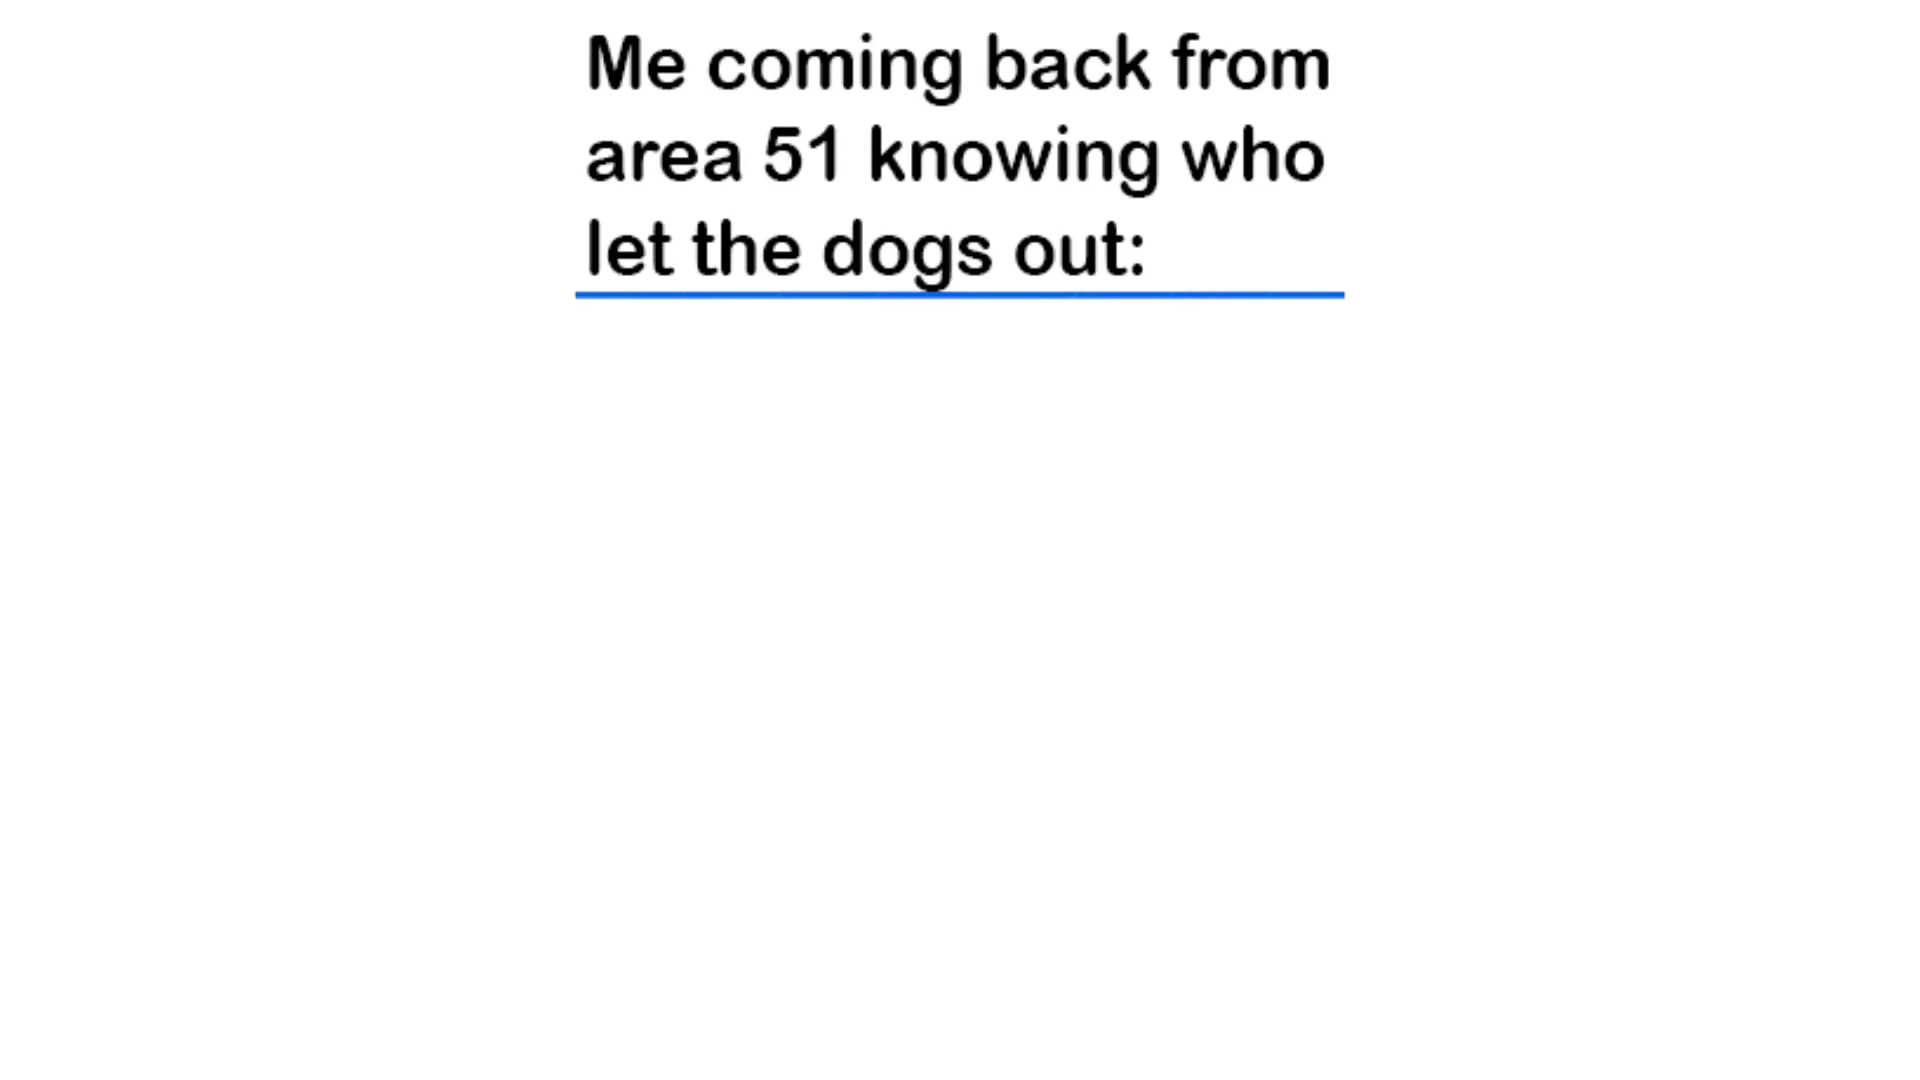 Me coming back from
area 51 knowing who
let the dogs out: